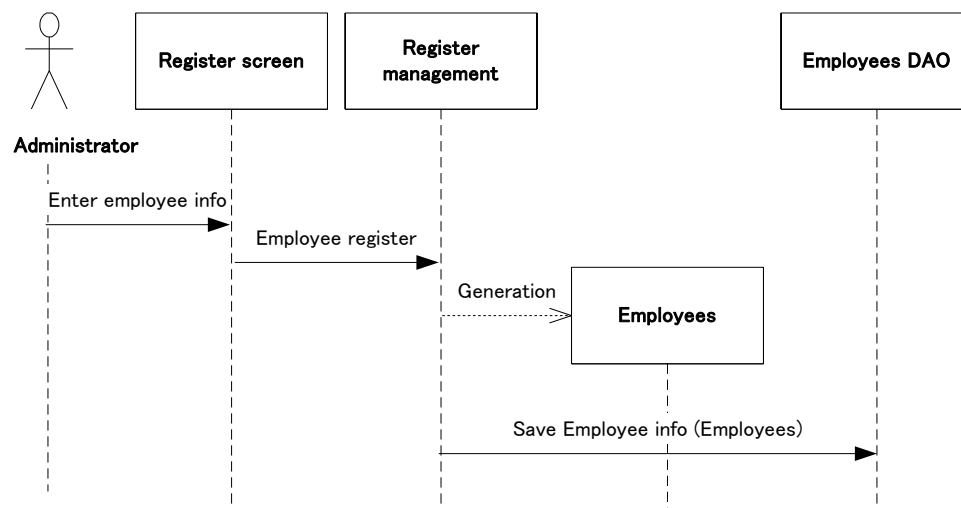 Register screen
Register
management
Employees DAO
Administrator
Enter employee info
Employee register
Generation
Employees
Save Employee info (Employees)